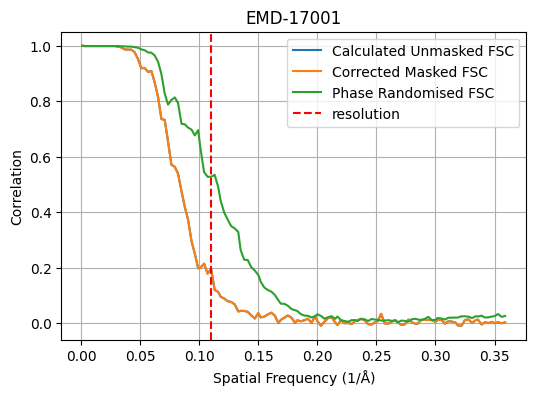 EMD-17001
Calculated Unmasked FSC
Corrected Masked FSC
Phase Randomised FSC
resolution
Correlation
1.0
0.8
0.6
0.4
0.2
0.0
0.00 0.05 0.10 0.15 0.20 0.25 0.30 0.35
Spatial Frequency (1/Å)